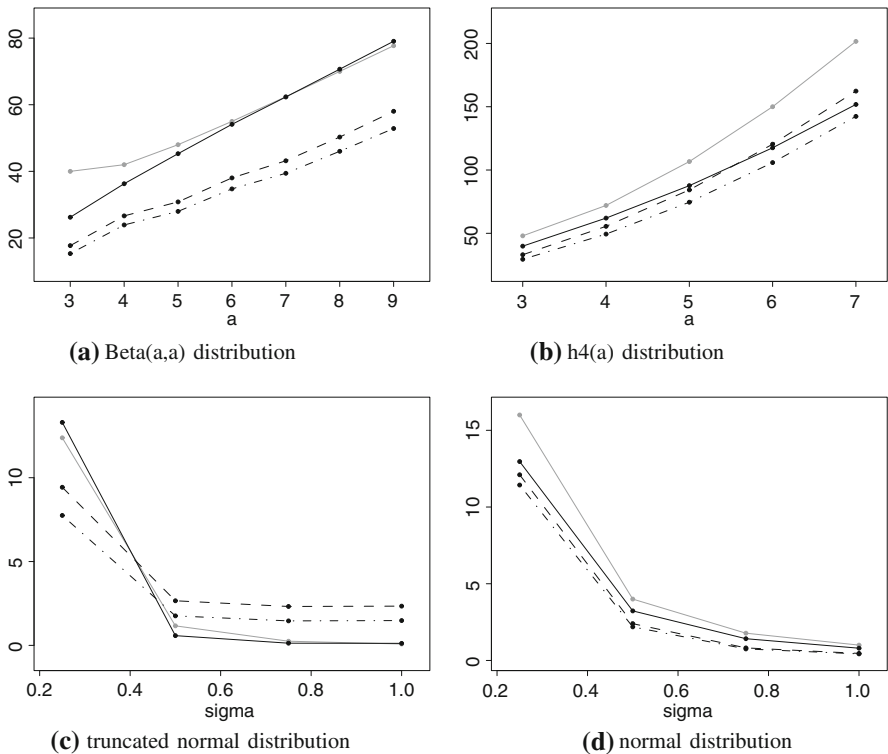 80
60
40
20
3 4 5 6 7 8 9
a
(a) Beta(a,a) distribution
200
150
100
50
3 4 5 6 7
a
(b) h4(a) distribution
10
5
0
0.2 0.4 0.6 0.8 1.0
sigma
(c) truncated normal distribution
15
10
5
0
0.2 0.4 0.6 0.8 1.0
sigma
(d) normal distribution